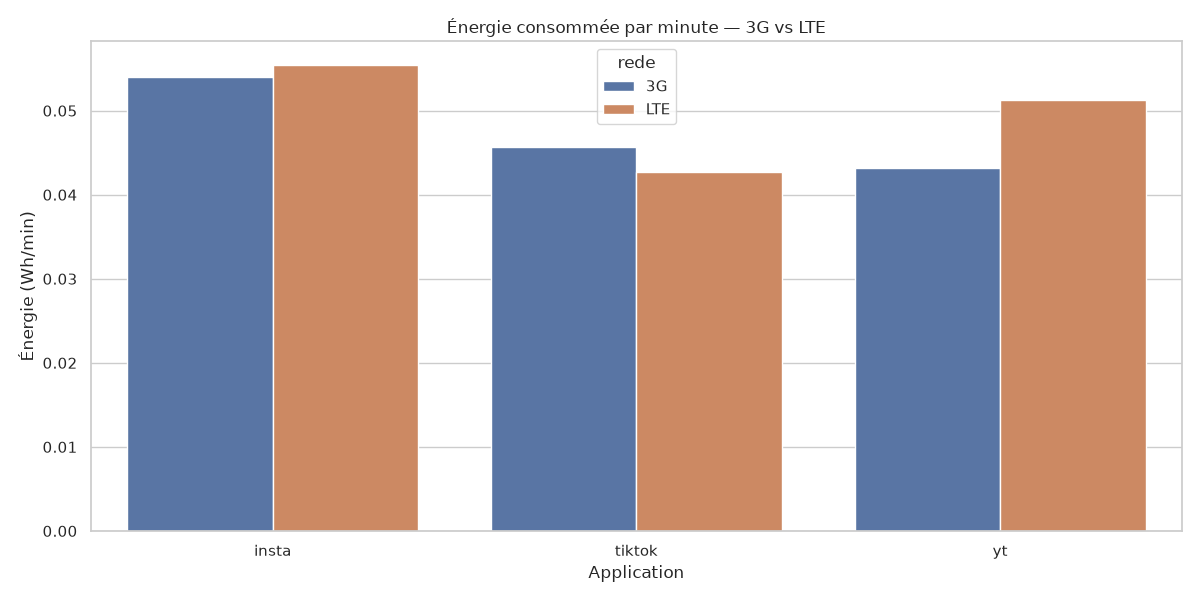 Énergie consommée par minute — 3G vs LTE
rede
3G
LTE
Énergie (Wh/min)
0.05
0.04
0.03
0.02
0.01
0.00
insta
tiktok
yt
Application